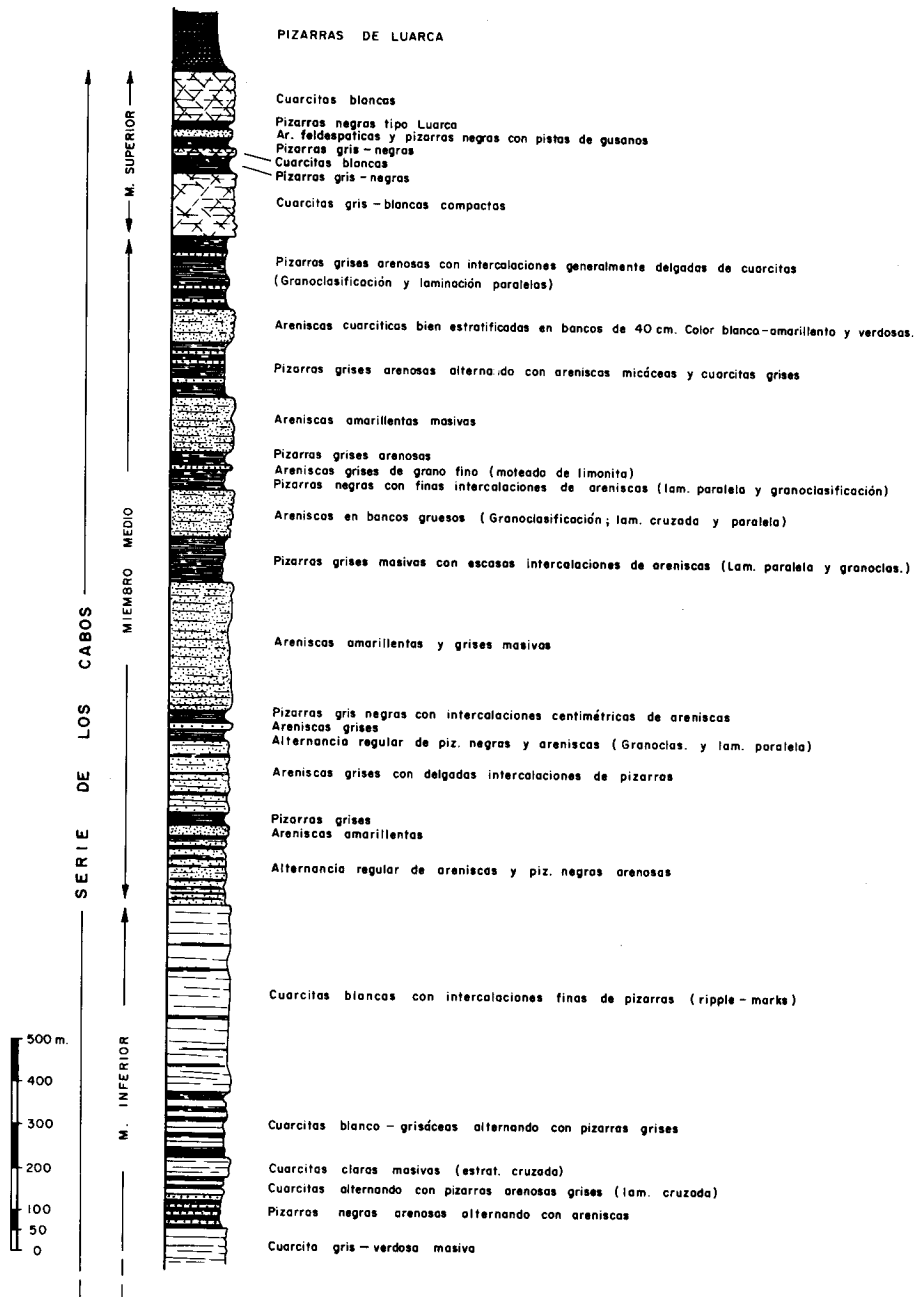 PIZARRAS DE LUARCA
Cuarcitas blancas
Pizarras negras tipo Luarca
Ar. feldespaticas y pizarras negras con pistas de gusanos
Pizarras gris-negras
Cuarcitas blancas
Pizarras gris-negras
Cuarcitas gris-blancas compactas
Pizarras grises arenosas con intercalaciones generalmente delgadas de cuarcitas
(Granoclasificación y laminación paralelas)
Areniscas cuarciticas bien estratificadas en bancos de 40 cm. Color blanco-amarillento y verdosas.
Pizarras grises arenosas alternando con areniscas micáceas y cuarcitas grises
Areniscas amarillentas masivas
Pizarras grises arenosas
Areniscas grises de grano fino (moteada de limonita)
Pizarras negras con finas intercalaciones de areniscas (lam. paralela y granoclasificación)
Areniscas en bancos gruesos (Granoclasificación; lam. cruzada y paralela)
Pizarras grises masivas con escasas intercalaciones de areniscas (Lam. paralela y granoclas.)
Areniscas amarillentas y grises masivas
Pizarras gris negras con intercalaciones centimétricas de areniscas
Areniscas grises
Alternancia regular de piz. negras y areniscas (Granoclas. y lam. paralela)
Areniscas grises con delgadas intercalaciones de pizarras
Pizarras grises
Areniscas amarillentas
Alternancia regular de areniscas y piz. negras arenosas
Cuarcitas blancas con intercalaciones finas de pizarras (ripple-marks)
Cuarcitas blanco-grisáceas alternando con pizarras grises
Cuarcitas claras masivas (estrat. cruzada)
Cuarcitas alternando con pizarras arenosas grises (lam. cruzada)
Pizarras negras arenosas alternando con areniscas
Cuarcita gris-verdosa masiva
M. SUPERIOR
MIEMBRO MEDIO
M. INFERIOR
SERIE DE LOS CABOS
500 m.
400
300
200
100
50
0